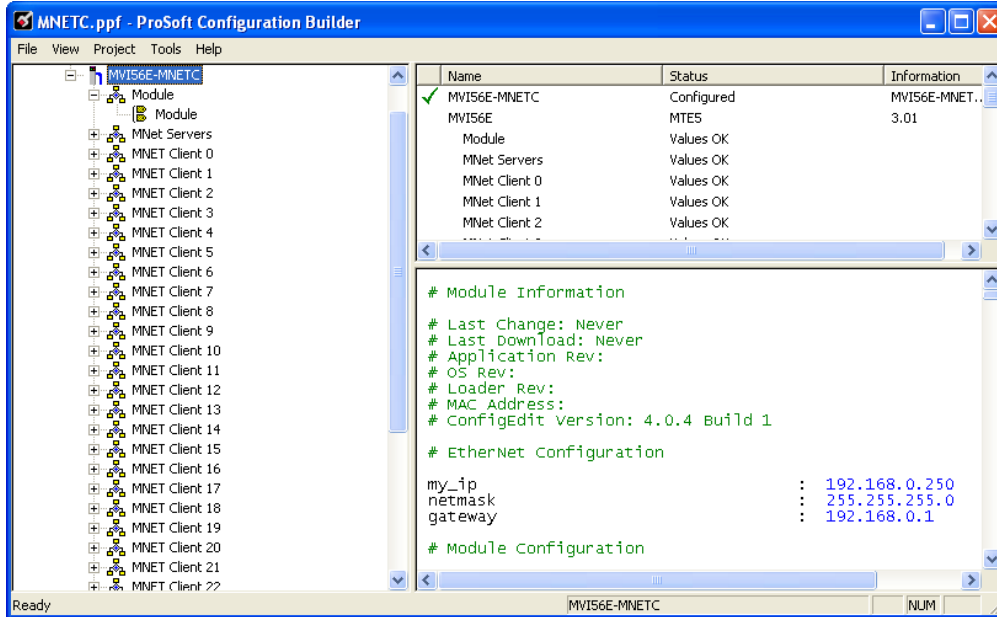 MNETC.ppf - ProSoft Configuration Builder
File View Project Tools Help
MVI56E-MNETC
Module
Module
MNet Servers
MNET Client 0
MNET Client 1
MNET Client 2
MNET Client 3
MNET Client 4
MNET Client 5
MNET Client 6
MNET Client 7
MNET Client 8
MNET Client 9
MNET Client 10
MNET Client 11
MNET Client 12
MNET Client 13
MNET Client 14
MNET Client 15
MNET Client 16
MNET Client 17
MNET Client 18
MNET Client 19
MNET Client 20
MNET Client 21
MNET Client 22
Name Status Information
MVI56E-MNETC Configured MVI56E-MNET..
MVI56E MTE5 3.01
Module Values OK
MNet Servers Values OK
MNet Client 0 Values OK
MNet Client 1 Values OK
MNet Client 2 Values OK
# Module Information
# Last Change: Never
# Last Download: Never
# Application Rev:
# OS Rev:
# Loader Rev:
# MAC Address:
# ConfigEdit Version: 4.0.4 Build 1
# EtherNet Configuration
my_ip : 192.168.0.250
netmask : 255.255.255.0
gateway : 192.168.0.1
# Module Configuration
Ready MVI56E-MNETC NUM